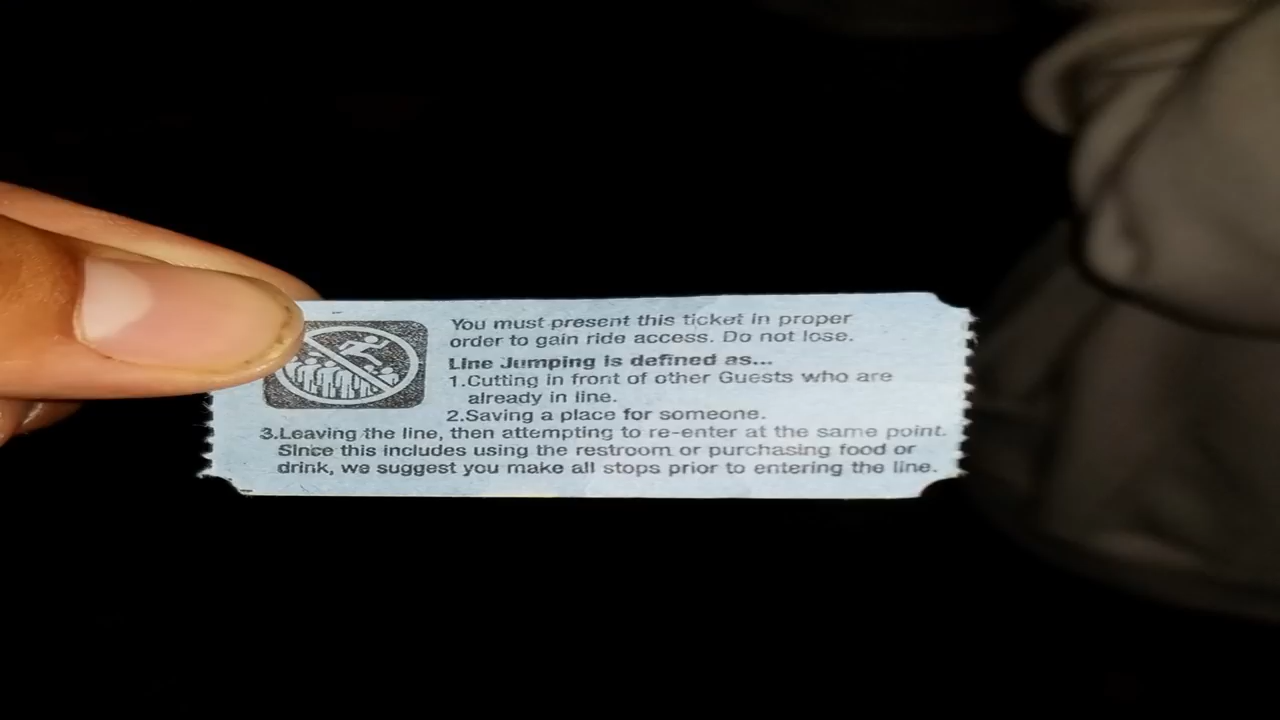 You must present this ticket in proper
order to gain ride access. Do not lose.
Line Jumping is defined as...
1.Cutting in front of other Guests who are
already in line.
2.Saving a place for someone.
3.Leaving the line, then attempting to re-enter at the same point.
Since this includes using the restroom or purchasing food or
drink, we suggest you make all stops prior to entering the line.